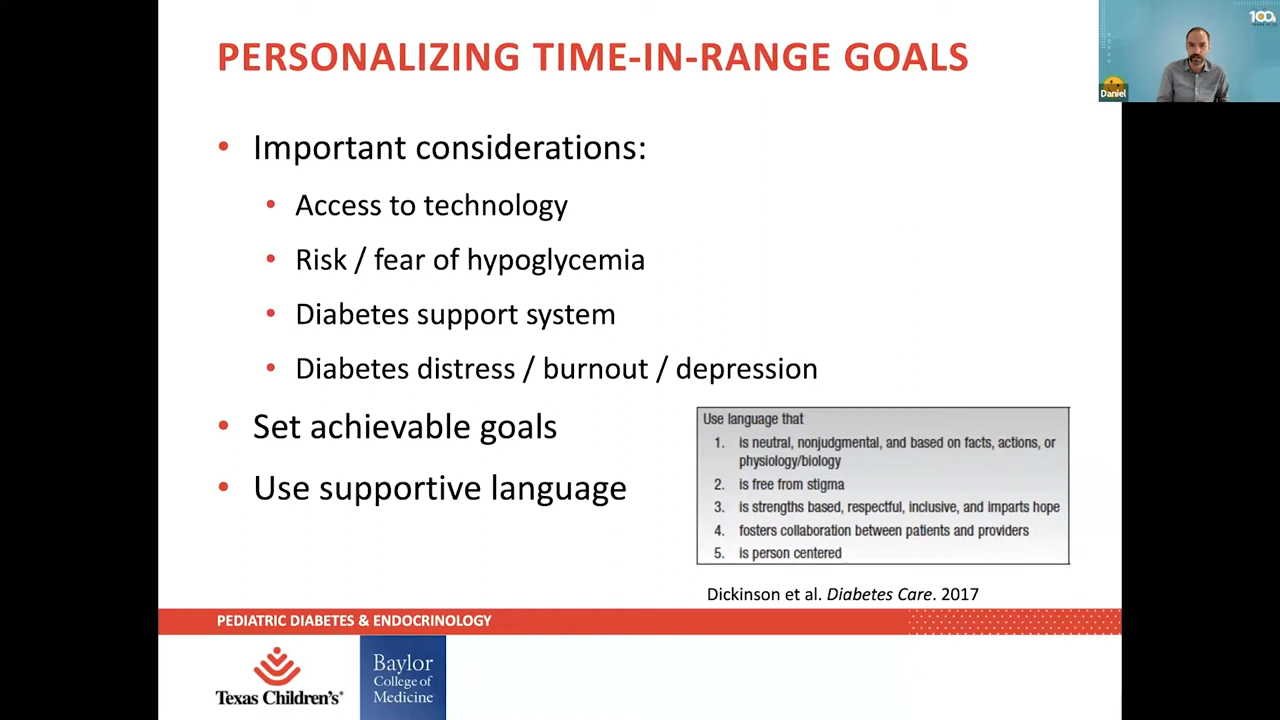 PERSONALIZING TIME-IN-RANGE GOALS
100
Daniel
• Important considerations:
• Access to technology
• Risk / fear of hypoglycemia
• Diabetes support system
• Diabetes distress / burnout / depression
• Set achievable goals
• Use supportive language
Use language that
1. is neutral, nonjudgmental, and based on facts, actions, or
physiology/biology
2. is free from stigma
3. is strengths based, respectful, inclusive, and imparts hope
4. fosters collaboration between patients and providers
5. is person centered
Dickinson et al. Diabetes Care. 2017
PEDIATRIC DIABETES & ENDOCRINOLOGY
Texas Children's
Baylor
College of
Medicine